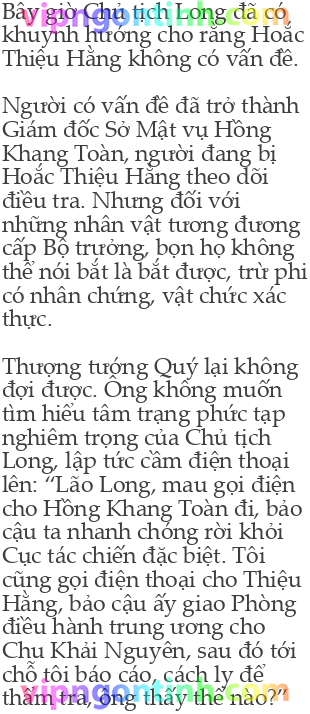 Bây giờ Chủ tịch Long đã có
khuynh hướng cho rằng Hoắc
Thiệu Hằng không có vấn đề.
Người có vấn đề đã trở thành
Giám đốc Sở Mật vụ Hồng
Khang Toàn, người đang bị
Hoắc Thiệu Hằng theo dõi
điều tra. Nhưng đối với
những nhân vật tương đương
cấp Bộ trưởng, bọn họ không
thể nói bắt là bắt được, trừ phi
có nhân chứng, vật chức xác
thực.
Thượng tướng Quý lại không
đợi được. Ông không muốn
tìm hiểu tâm trạng phức tạp
nghiêm trọng của Chủ tịch
Long, lập tức cầm điện thoại
lên: “Lão Long, mau gọi điện
cho Hồng Khang Toàn đi, bảo
cậu ta nhanh chóng rời khỏi
Cục tác chiến đặc biệt. Tôi
cũng gọi điện thoại cho Thiệu
Hằng, bảo cậu ấy giao Phòng
điều hành trung ương cho
Chu Khải Nguyên, sau đó tới
chỗ tôi báo cáo, cách ly để
thẩm tra, ông thấy thế nào?”
vipngontinh.com
vipngontinh.com